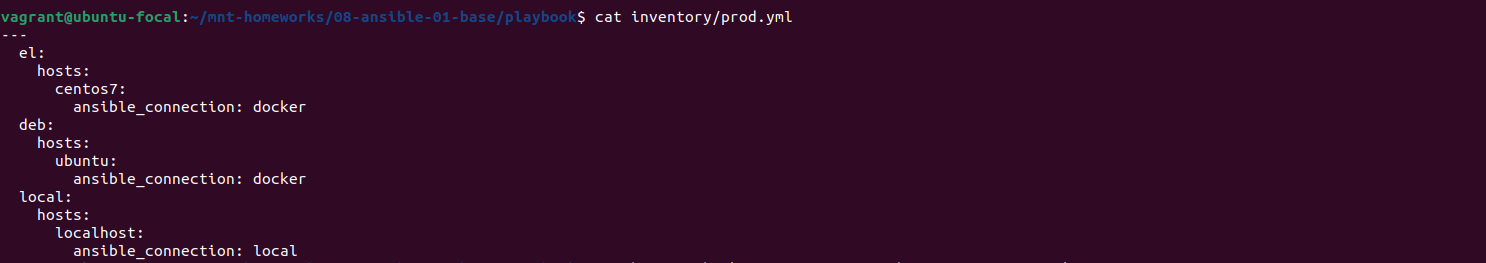 vagrant@ubuntu-focal:~/mnt-homeworks/08-ansible-01-base/playbook$ cat inventory/prod.yml
---
  el:
    hosts:
      centos7:
        ansible_connection: docker
  deb:
    hosts:
      ubuntu:
        ansible_connection: docker
  local:
    hosts:
      localhost:
        ansible_connection: local